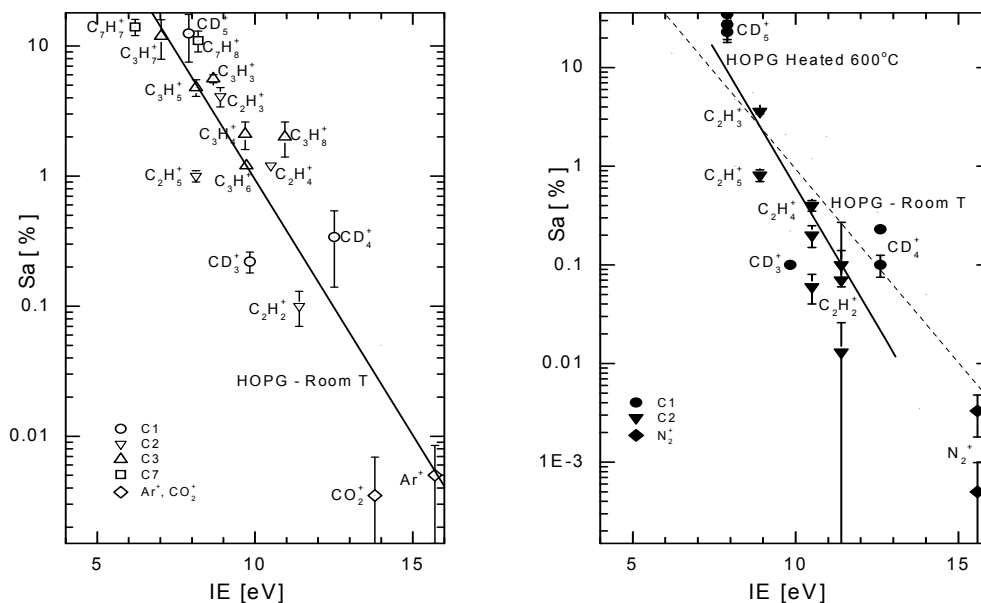 10
1
0.1
0.01
Sa [ % ]
5
10
15
IE [eV]
C₇H₇⁺
CD₅⁺
C₇H₈⁺
C₃H₇⁺
C₃H₃⁺
C₃H₅⁺
C₂H₃⁺
C₃H₄⁺
C₃H₈⁺
C₂H₅⁺
C₃H₆⁺
C₂H₄⁺
CD₄⁺
CD₃⁺
C₂H₂⁺
HOPG - Room T
C1
C2
C3
C7
Ar⁺, CO₂⁺
CO₂⁺
Ar⁺
10
1
0.1
0.01
1E-3
Sa [ % ]
5
10
15
IE [eV]
CD₅⁺
HOPG Heated 600°C
C₂H₃⁺
C₂H₅⁺
C₂H₄⁺
HOPG - Room T
CD₄⁺
CD₃⁺
C₂H₂⁺
C1
C2
N₂⁺
N₂⁺